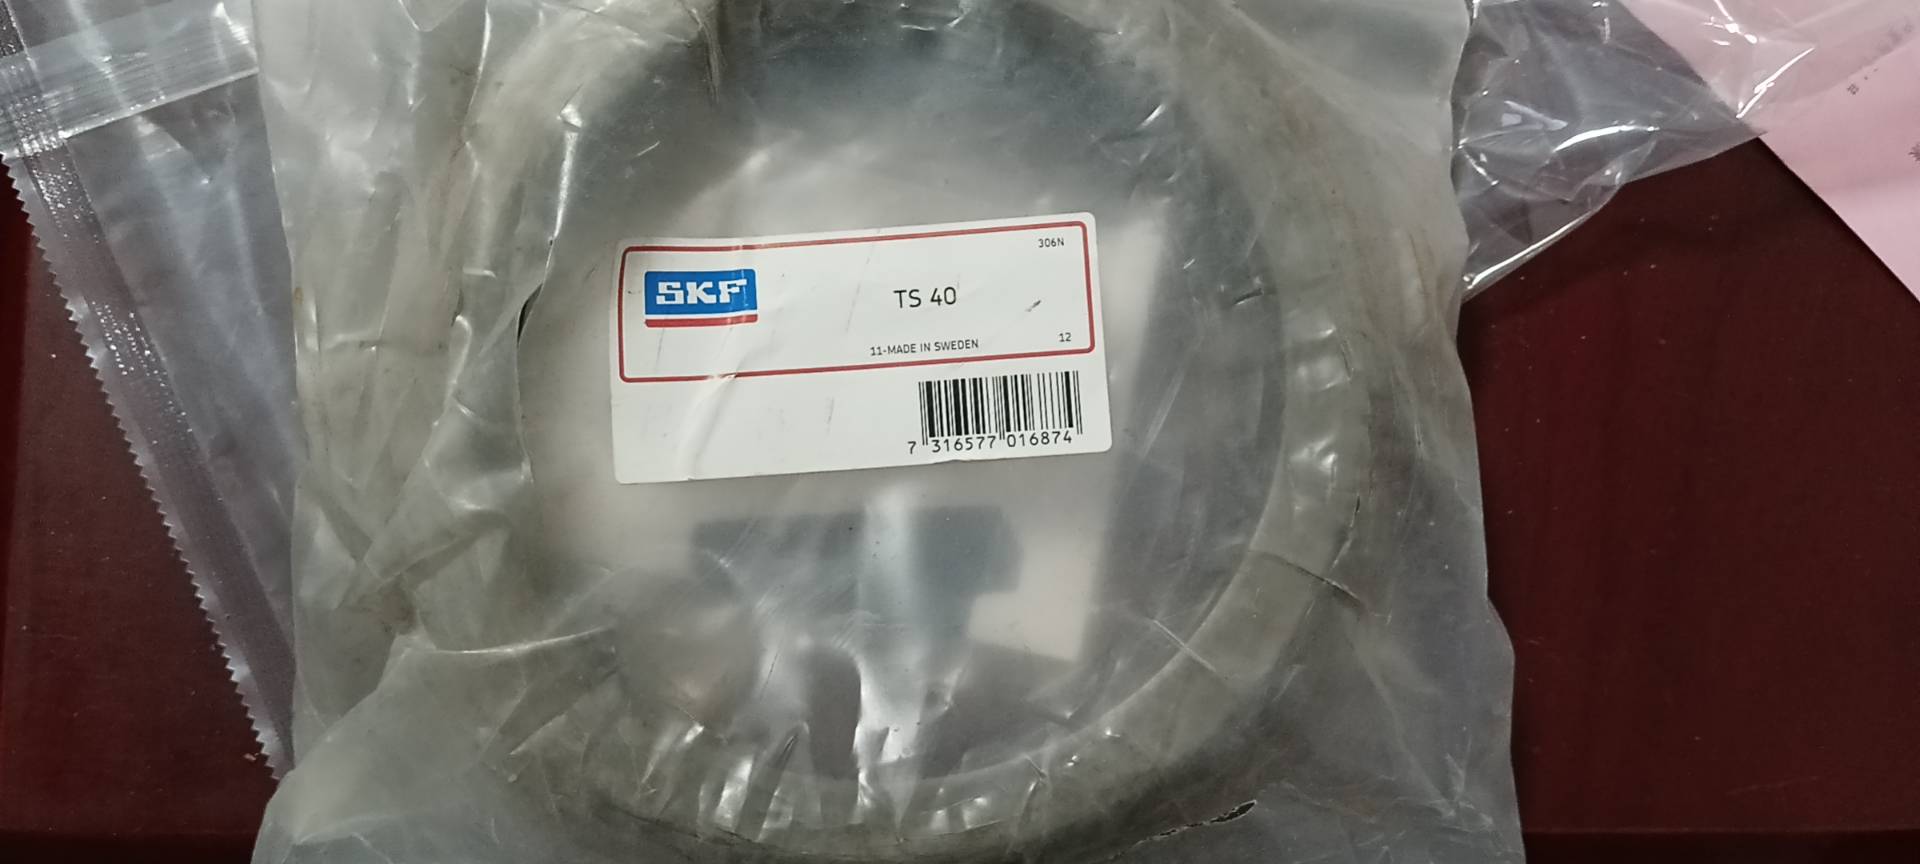 306N
SKF
TS 40
11-MADE IN SWEDEN
12
7 316577 016874